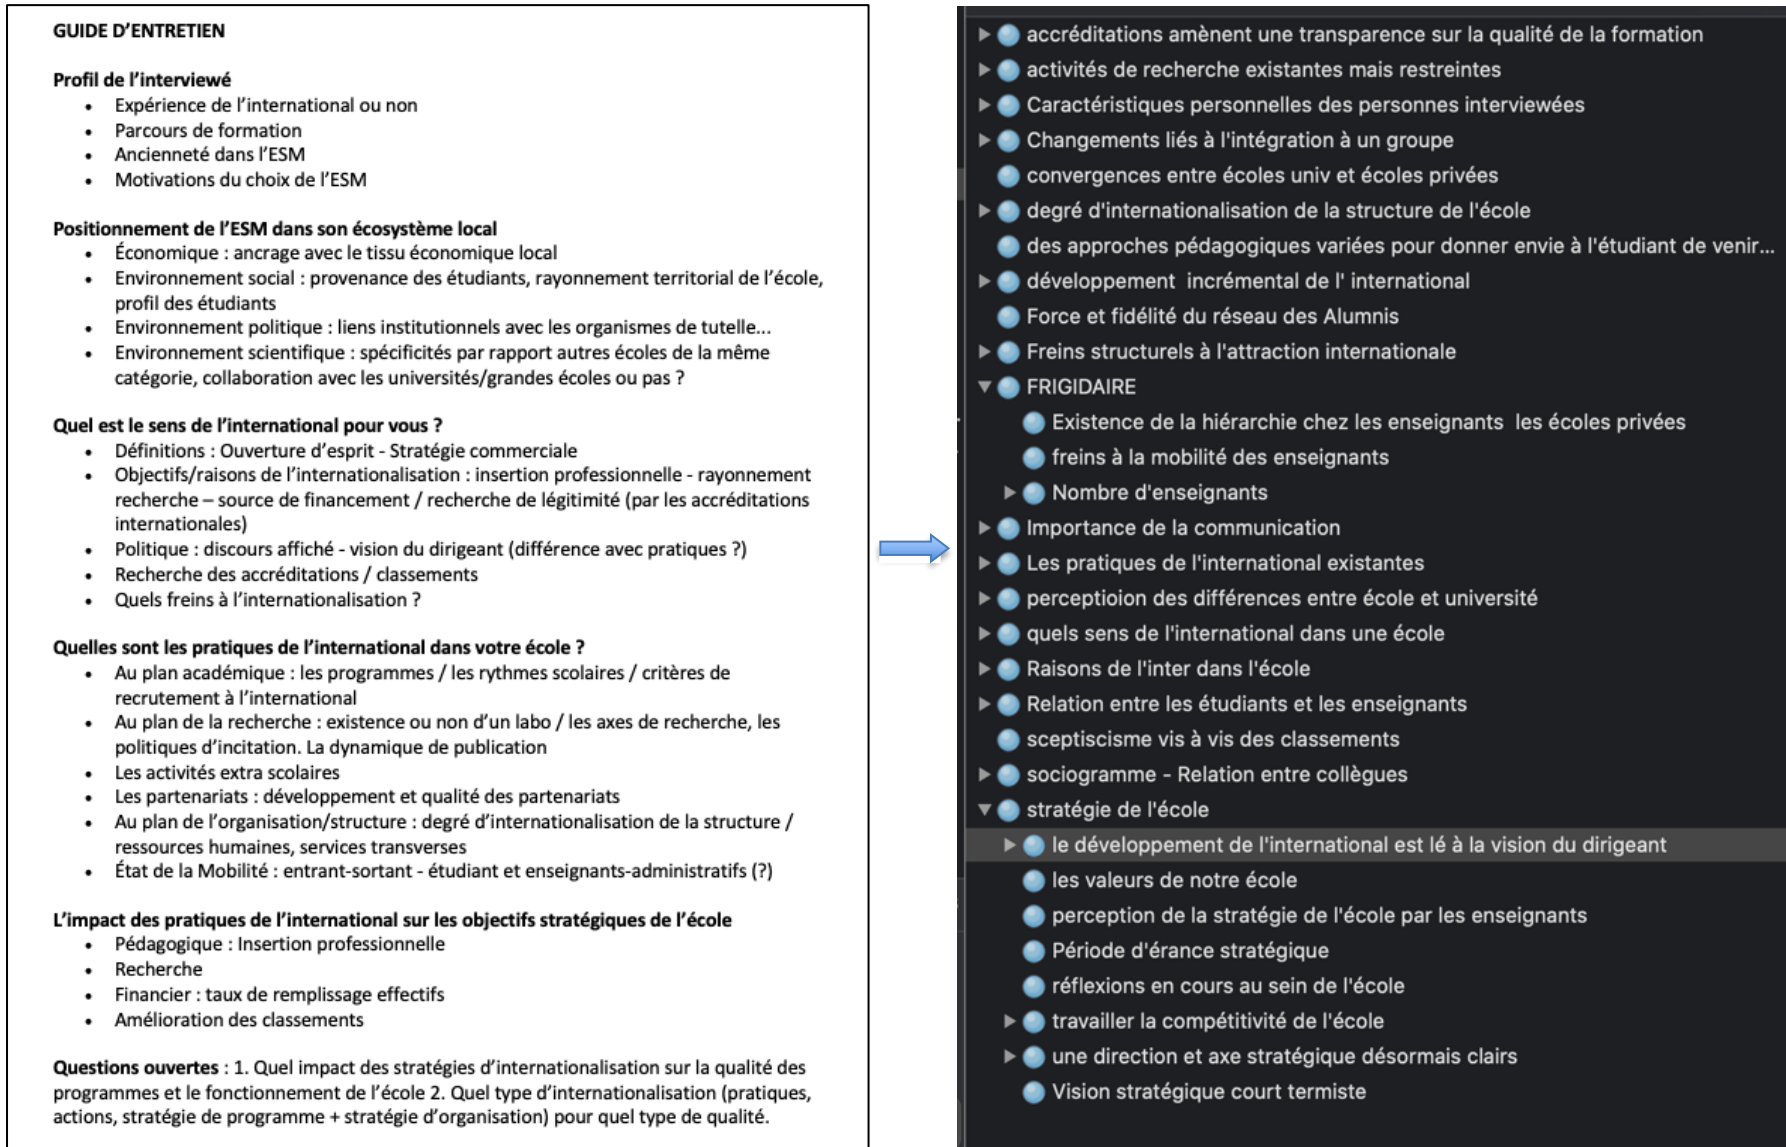 GUIDE D’ENTRETIEN
Profil de l’interviewé
• Expérience de l’international ou non
• Parcours de formation
• Ancienneté dans l’ESM
• Motivations du choix de l’ESM
Positionnement de l’ESM dans son écosystème local
• Économique : ancrage avec le tissu économique local
• Environnement social : provenance des étudiants, rayonnement territorial de l’école,
profil des étudiants
• Environnement politique : liens institutionnels avec les organismes de tutelle...
• Environnement scientifique : spécificités par rapport autres écoles de la même
catégorie, collaboration avec les universités/grandes écoles ou pas ?
Quel est le sens de l’international pour vous ?
• Définitions : Ouverture d’esprit - Stratégie commerciale
• Objectifs/raisons de l’internationalisation : insertion professionnelle - rayonnement
recherche – source de financement / recherche de légitimité (par les accréditations
internationales)
• Politique : discours affiché - vision du dirigeant (différence avec pratiques ?)
• Recherche des accréditations / classements
• Quels freins à l’internationalisation ?
Quelles sont les pratiques de l’international dans votre école ?
• Au plan académique : les programmes / les rythmes scolaires / critères de
recrutement à l’international
• Au plan de la recherche : existence ou non d’un labo / les axes de recherche, les
politiques d’incitation. La dynamique de publication
• Les activités extra scolaires
• Les partenariats : développement et qualité des partenariats
• Au plan de l’organisation/structure : degré d’internationalisation de la structure /
ressources humaines, services transverses
• État de la Mobilité : entrant-sortant - étudiant et enseignants-administratifs (?)
L’impact des pratiques de l’international sur les objectifs stratégiques de l’école
• Pédagogique : Insertion professionnelle
• Recherche
• Financier : taux de remplissage effectifs
• Amélioration des classements
Questions ouvertes : 1. Quel impact des stratégies d’internationalisation sur la qualité des
programmes et le fonctionnement de l’école 2. Quel type d’internationalisation (pratiques,
actions, stratégie de programme + stratégie d’organisation) pour quel type de qualité.
accréditations amènent une transparence sur la qualité de la formation
activités de recherche existantes mais restreintes
Caractéristiques personnelles des personnes interviewées
Changements liés à l'intégration à un groupe
convergences entre écoles univ et écoles privées
degré d'internationalisation de la structure de l'école
des approches pédagogiques variées pour donner envie à l'étudiant de venir...
développement  incrémental de l' international
Force et fidélité du réseau des Alumnis
Freins structurels à l'attraction internationale
FRIGIDAIRE
Existence de la hiérarchie chez les enseignants  les écoles privées
freins à la mobilité des enseignants
Nombre d'enseignants
Importance de la communication
Les pratiques de l'international existantes
perceptioion des différences entre école et université
quels sens de l'international dans une école
Raisons de l'inter dans l'école
Relation entre les étudiants et les enseignants
sceptiscisme vis à vis des classements
sociogramme - Relation entre collègues
stratégie de l'école
le développement de l'international est lé à la vision du dirigeant
les valeurs de notre école
perception de la stratégie de l'école par les enseignants
Période d'érance stratégique
réflexions en cours au sein de l'école
travailler la compétitivité de l'école
une direction et axe stratégique désormais clairs
Vision stratégique court termiste